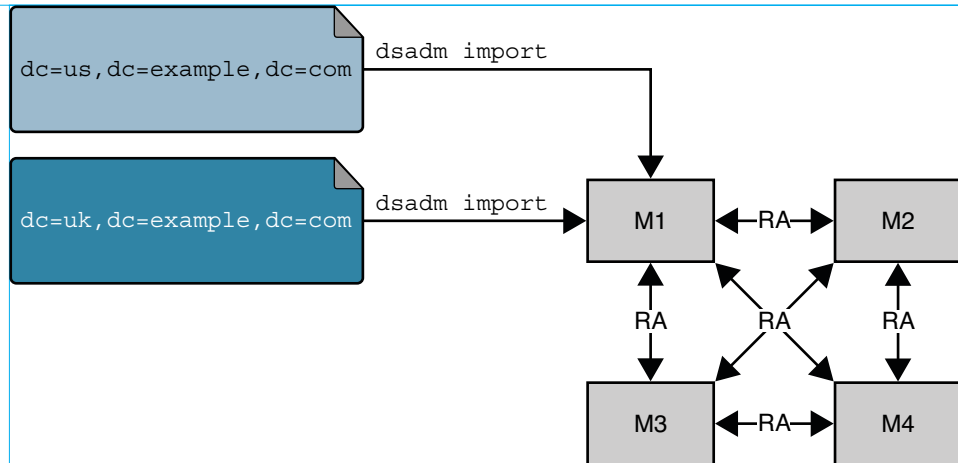 dc=us,dc=example,dc=com
dsadm import
dc=uk,dc=example,dc=com
dsadm import
M1
RA
M2
RA
RA
RA
M3
RA
M4